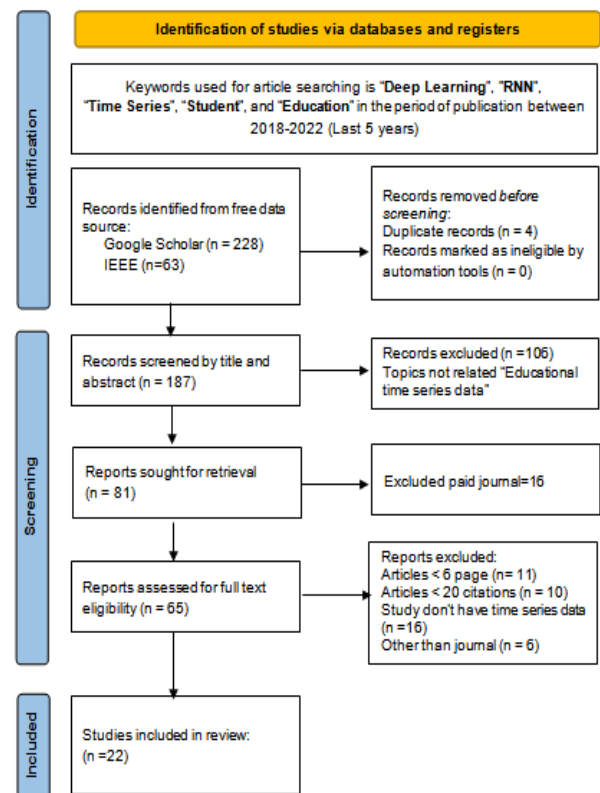 Identification of studies via databases and registers
Identification
Keywords used for article searching is "Deep Learning", "RNN",
"Time Series", "Student", and "Education" in the period of publication between
2018-2022 (Last 5 years)
Records identified from free data
source:
Google Scholar (n = 228)
IEEE (n=63)
Records removed before
screening:
Duplicate records (n = 4)
Records marked as ineligible by
automation tools (n = 0)
Screening
Records screened by title and
abstract (n = 187)
Records excluded (n =106)
Topics not related "Educational
time series data"
Reports sought for retrieval
(n = 81)
Excluded paid journal=16
Reports assessed for full text
eligibility (n = 65)
Reports excluded:
Articles < 6 page (n= 11)
Articles < 20 citations (n = 10)
Study don't have time series data
(n =16)
Other than journal (n = 6)
Included
Studies included in review:
(n =22)